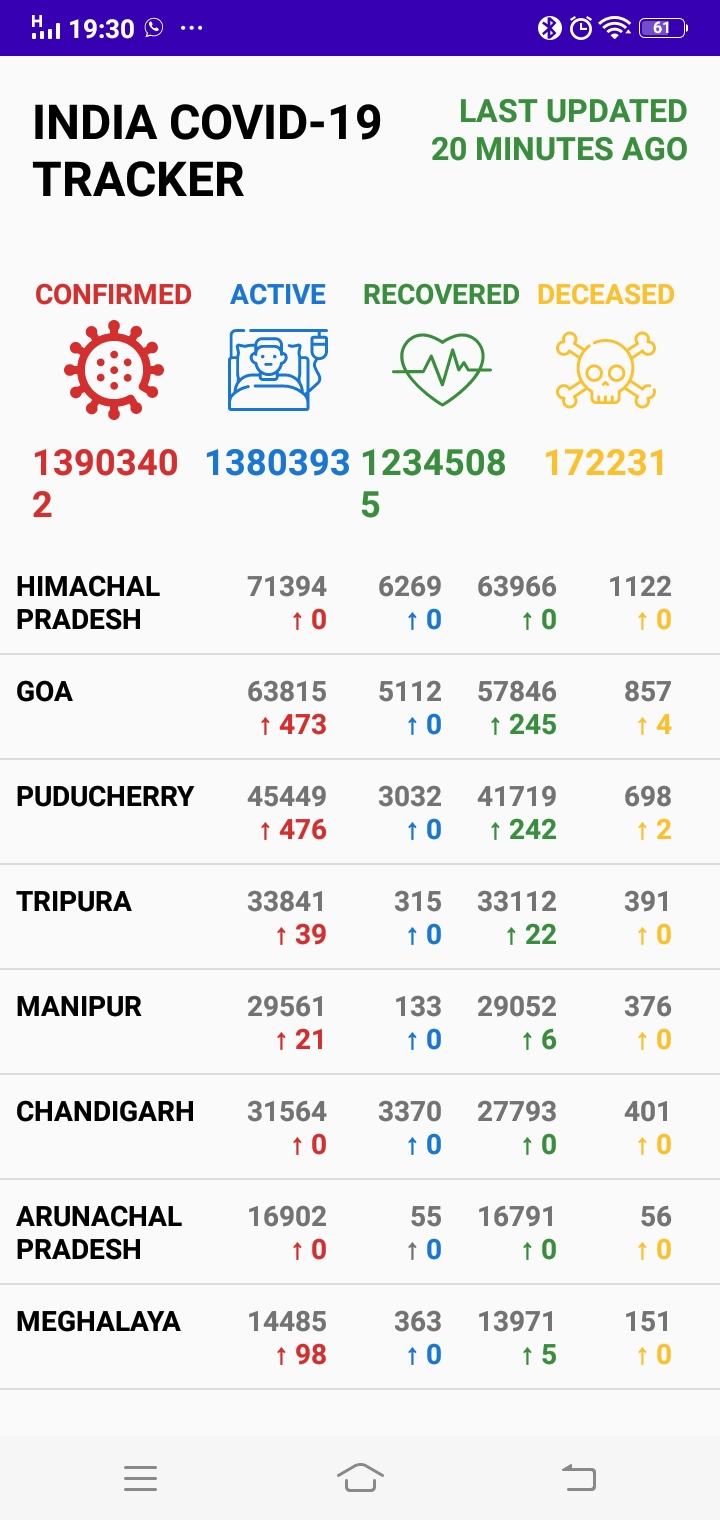 H
19:30 ...
61
INDIA COVID-19
TRACKER
LAST UPDATED
20 MINUTES AGO
CONFIRMED ACTIVE RECOVERED DECEASED
1390340 1380393 1234508 172231
2 5
HIMACHAL 71394 6269 63966 1122
PRADESH ↑ 0 ↑ 0 ↑ 0 ↑ 0
GOA 63815 5112 57846 857
↑ 473 ↑ 0 ↑ 245 ↑ 4
PUDUCHERRY 45449 3032 41719 698
↑ 476 ↑ 0 ↑ 242 ↑ 2
TRIPURA 33841 315 33112 391
↑ 39 ↑ 0 ↑ 22 ↑ 0
MANIPUR 29561 133 29052 376
↑ 21 ↑ 0 ↑ 6 ↑ 0
CHANDIGARH 31564 3370 27793 401
↑ 0 ↑ 0 ↑ 0 ↑ 0
ARUNACHAL 16902 55 16791 56
PRADESH ↑ 0 ↑ 0 ↑ 0 ↑ 0
MEGHALAYA 14485 363 13971 151
↑ 98 ↑ 0 ↑ 5 ↑ 0